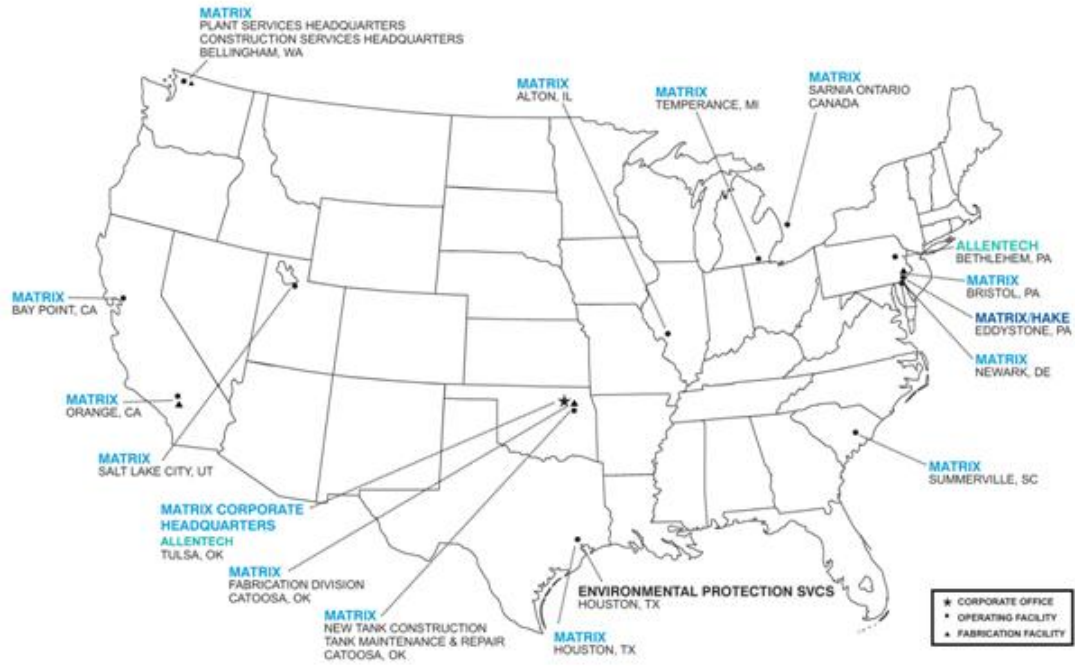 MATRIX
PLANT SERVICES HEADQUARTERS
CONSTRUCTION SERVICES HEADQUARTERS
BELLINGHAM, WA
MATRIX
ALTON, IL
MATRIX
TEMPERANCE, MI
MATRIX
SARNIA ONTARIO
CANADA
ALLENTECH
BETHLEHEM, PA
MATRIX
BRISTOL, PA
MATRIX/HAKE
EDDYSTONE, PA
MATRIX
NEWARK, DE
MATRIX
BAY POINT, CA
MATRIX
ORANGE, CA
MATRIX
SALT LAKE CITY, UT
MATRIX
SUMMERVILLE, SC
MATRIX CORPORATE
HEADQUARTERS
ALLENTECH
TULSA, OK
MATRIX
FABRICATION DIVISION
CATOOSA, OK
MATRIX
NEW TANK CONSTRUCTION
TANK MAINTENANCE & REPAIR
CATOOSA, OK
ENVIRONMENTAL PROTECTION SVCS
HOUSTON, TX
MATRIX
HOUSTON, TX
CORPORATE OFFICE
OPERATING FACILITY
FABRICATION FACILITY